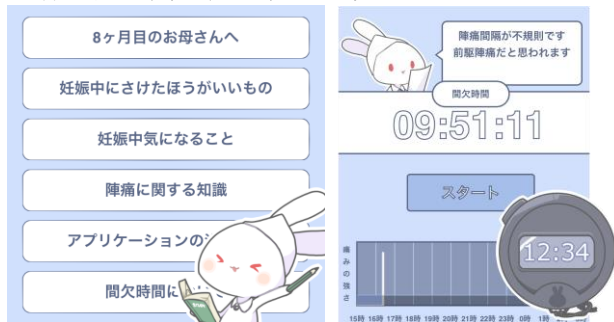 8ヶ月目のお母さんへ
妊娠中にさけたほうがいいもの
妊娠中気になること
陣痛に関する知識
アプリケーションの
間欠時間に
陣痛間隔が不規則です
前駆陣痛だと思われます
間欠時間
09:51:11
スタート
12:34
痛みの強さ
15時 16時 17時 18時 19時 20時 21時 22時 23時 0時 1時